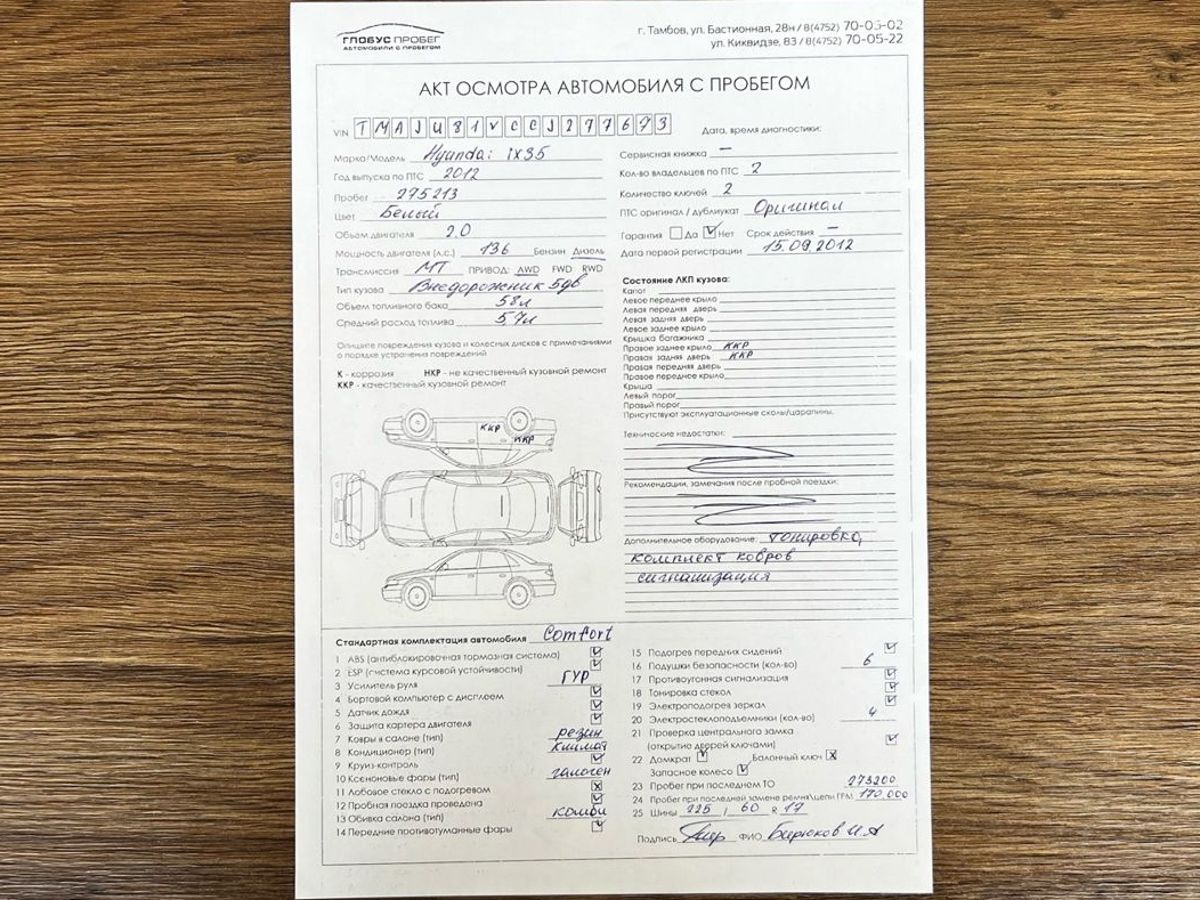 ГЛОБУС ПРОБЕГ
АВТОМОБИЛИ С ПРОБЕГОМ
г. Тамбов, ул. Бастионная, 28н / 8(4752) 70-05-02
ул. Киквидзе, 83 / 8(4752) 70-05-22
АКТ ОСМОТРА АВТОМОБИЛЯ С ПРОБЕГОМ
VIN TMAJU81VCCJ277673
Дата, время диагностики:
Марка/Модель Hyundai ix35
Год выпуска по ПТС 2012
Пробег 275213
Цвет Белый
Объем двигателя 2.0
Мощность двигателя (л.с.) 136 Бензин Дизель
Трансмиссия МТ ПРИВОД: AWD FWD RWD
Тип кузова Внедорожник 5дв
Объем топливного бака 58л
Средний расход топлива 5.7л
Сервисная книжка –
Кол-во владельцев по ПТС 2
Количество ключей 2
ПТС оригинал / дубликат Оригинал
Гарантия Да Нет Срок действия –
Дата первой регистрации 15.09.2012
Опишите повреждения кузова и колесных дисков с примечаниями
о порядке устранения повреждений
К - коррозия НКР - не качественный кузовной ремонт
ККР - качественный кузовной ремонт
ККР
ККР
Состояние ЛКП кузова:
Капот
Левое переднее крыло
Левая передняя дверь
Левая задняя дверь
Левое заднее крыло
Крышка багажника
Правое заднее крыло ККР
Правая задняя дверь ККР
Правая передняя дверь
Правое переднее крыло
Крыша
Левый порог
Правый порог
Присутствуют эксплуатационные сколы/царапины.
Технические недостатки:
Рекомендации, замечания после пробной поездки:
Дополнительное оборудование: тонировка,
комплект ковров
сигнализация
Стандартная комплектация автомобиля Comfort
1 ABS (антиблокировочная тормозная система)
2 ESP (система курсовой устойчивости)
3 Усилитель руля ГУР
4 Бортовой компьютер с дисплеем
5 Датчик дождя
6 Защита картера двигателя
7 Ковры в салоне (тип) резин
8 Кондиционер (тип) климат
9 Круиз-контроль
10 Ксеноновые фары (тип) галоген
11 Лобовое стекло с подогревом
12 Пробная поездка проведена
13 Обивка салона (тип) комби
14 Передние противотуманные фары
15 Подогрев передних сидений
16 Подушки безопасности (кол-во) 6
17 Противоугонная сигнализация
18 Тонировка стекол
19 Электроподогрев зеркал
20 Электростеклоподъемники (кол-во) 4
21 Проверка центрального замка
(открытие дверей ключами)
22 Домкрат Балонный ключ
Запасное колесо
23 Пробег при последнем ТО 273200
24 Пробег при последней замене ремня\цепи ГРМ 170.000
25 Шины 225 / 60 R 17
Подпись ФИО Бирюков И.А